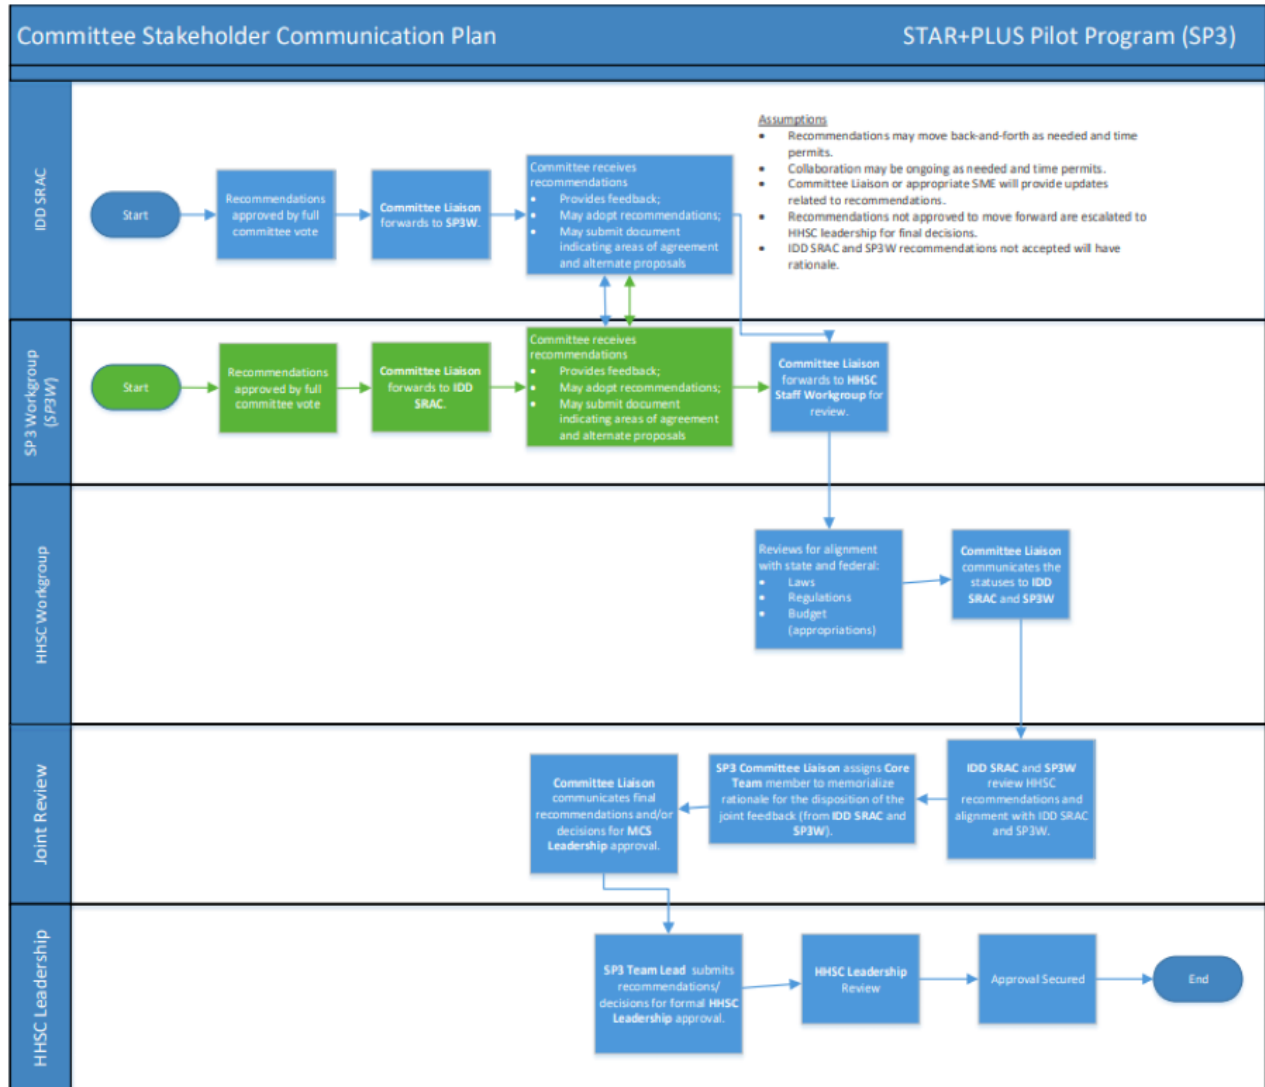 Committee Stakeholder Communication Plan
STAR+PLUS Pilot Program (SP3)
IDD SRAC
Start
Recommendations
approved by full
committee vote
Committee Liaison
forwards to SP3W.
Committee receives
recommendations
• Provides feedback;
• May adopt recommendations;
• May submit document
indicating areas of agreement
and alternate proposals
Assumptions
• Recommendations may move back-and-forth as needed and time
permits.
• Collaboration may be ongoing as needed and time permits.
• Committee Liaison or appropriate SME will provide updates
related to recommendations.
• Recommendations not approved to move forward are escalated to
HHSC leadership for final decisions.
• IDD SRAC and SP3W recommendations not accepted will have
rationale.
SP3 Workgroup
(SP3W)
Start
Recommendations
approved by full
committee vote
Committee Liaison
forwards to IDD
SRAC.
Committee receives
recommendations
• Provides feedback;
• May adopt recommendations;
• May submit document
indicating areas of agreement
and alternate proposals
Committee Liaison
forwards to HHSC
Staff Workgroup for
review.
HHSC Workgroup
Reviews for alignment
with state and federal:
• Laws
• Regulations
• Budget
(appropriations)
Committee Liaison
communicates the
statuses to IDD
SRAC and SP3W
Joint Review
Committee Liaison
communicates final
recommendations and/or
decisions for MCS
Leadership approval.
SP3 Committee Liaison assigns Core
Team member to memorialize
rationale for the disposition of the
joint feedback (from IDD SRAC and
SP3W).
IDD SRAC and SP3W
review HHSC
recommendations and
alignment with IDD SRAC
and SP3W.
HHSC Leadership
SP3 Team Lead submits
recommendations/
decisions for formal HHSC
Leadership approval.
HHSC Leadership
Review
Approval Secured
End